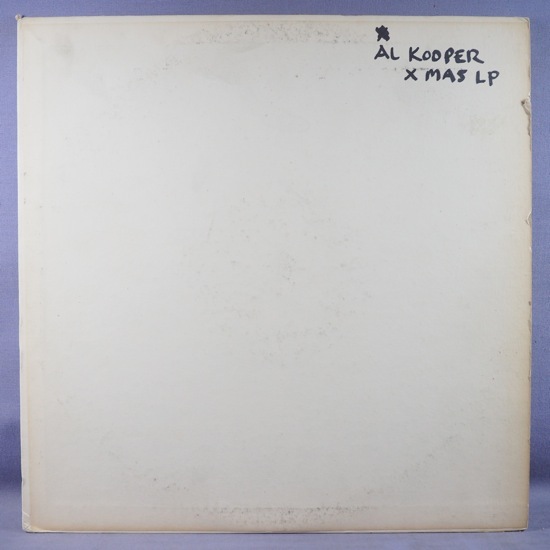 *
AL KOOPER
X MAS LP